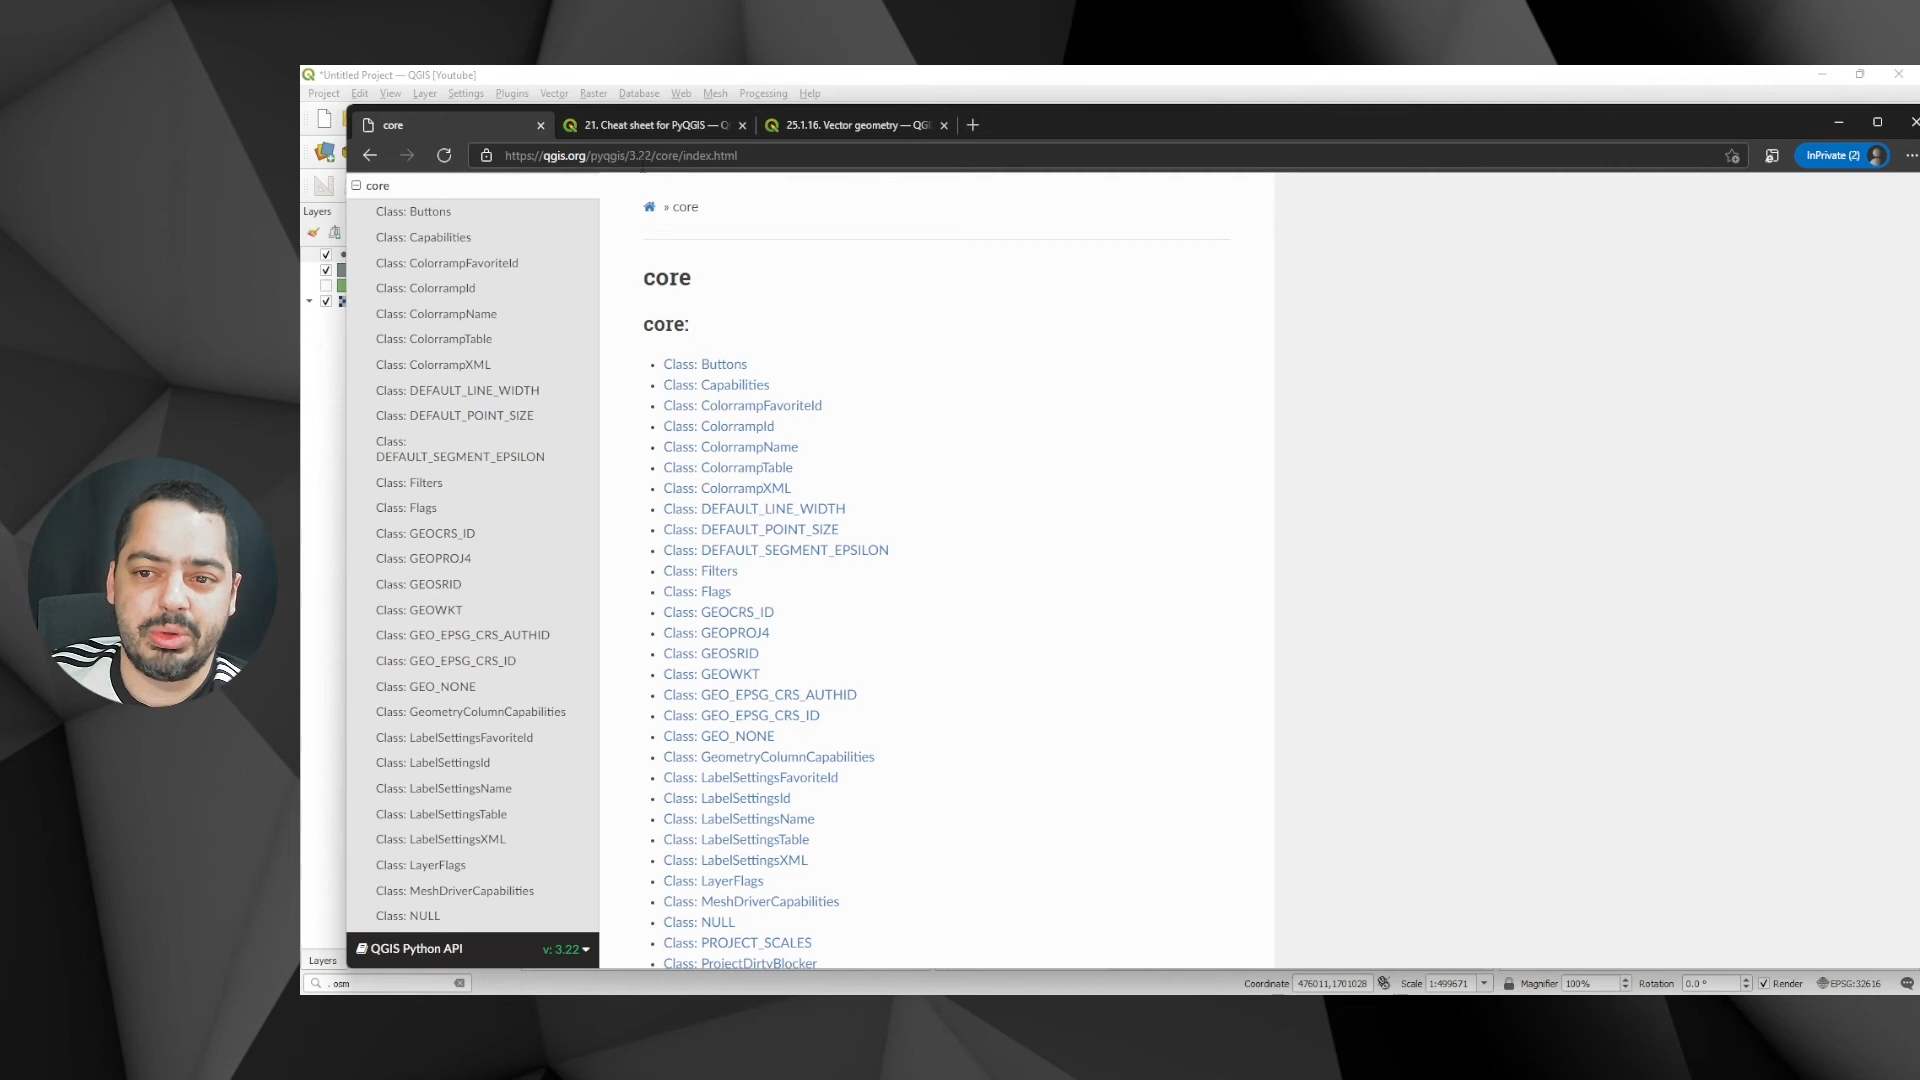 *Untitled Project — QGIS [Youtube]
Project Edit View Layer Settings Plugins Vector Raster Database Web Mesh Processing Help
core
21. Cheat sheet for PyQGIS — Q
25.1.16. Vector geometry — QGI
https://qgis.org/pyqgis/3.22/core/index.html
InPrivate (2)
Layers
core
Class: Buttons
Class: Capabilities
Class: ColorrampFavoriteId
Class: ColorrampId
Class: ColorrampName
Class: ColorrampTable
Class: ColorrampXML
Class: DEFAULT_LINE_WIDTH
Class: DEFAULT_POINT_SIZE
Class:
DEFAULT_SEGMENT_EPSILON
Class: Filters
Class: Flags
Class: GEOCRS_ID
Class: GEOPROJ4
Class: GEOSRID
Class: GEOWKT
Class: GEO_EPSG_CRS_AUTHID
Class: GEO_EPSG_CRS_ID
Class: GEO_NONE
Class: GeometryColumnCapabilities
Class: LabelSettingsFavoriteId
Class: LabelSettingsId
Class: LabelSettingsName
Class: LabelSettingsTable
Class: LabelSettingsXML
Class: LayerFlags
Class: MeshDriverCapabilities
Class: NULL
QGIS Python API
v: 3.22
» core
core
core:
Class: Buttons
Class: Capabilities
Class: ColorrampFavoriteId
Class: ColorrampId
Class: ColorrampName
Class: ColorrampTable
Class: ColorrampXML
Class: DEFAULT_LINE_WIDTH
Class: DEFAULT_POINT_SIZE
Class: DEFAULT_SEGMENT_EPSILON
Class: Filters
Class: Flags
Class: GEOCRS_ID
Class: GEOPROJ4
Class: GEOSRID
Class: GEOWKT
Class: GEO_EPSG_CRS_AUTHID
Class: GEO_EPSG_CRS_ID
Class: GEO_NONE
Class: GeometryColumnCapabilities
Class: LabelSettingsFavoriteId
Class: LabelSettingsId
Class: LabelSettingsName
Class: LabelSettingsTable
Class: LabelSettingsXML
Class: LayerFlags
Class: MeshDriverCapabilities
Class: NULL
Class: PROJECT_SCALES
Class: ProjectDirtyBlocker
Layers
. osm
Coordinate 476011,1701028 Scale 1:499671 Magnifier 100% Rotation 0.0 ° Render EPSG:32616